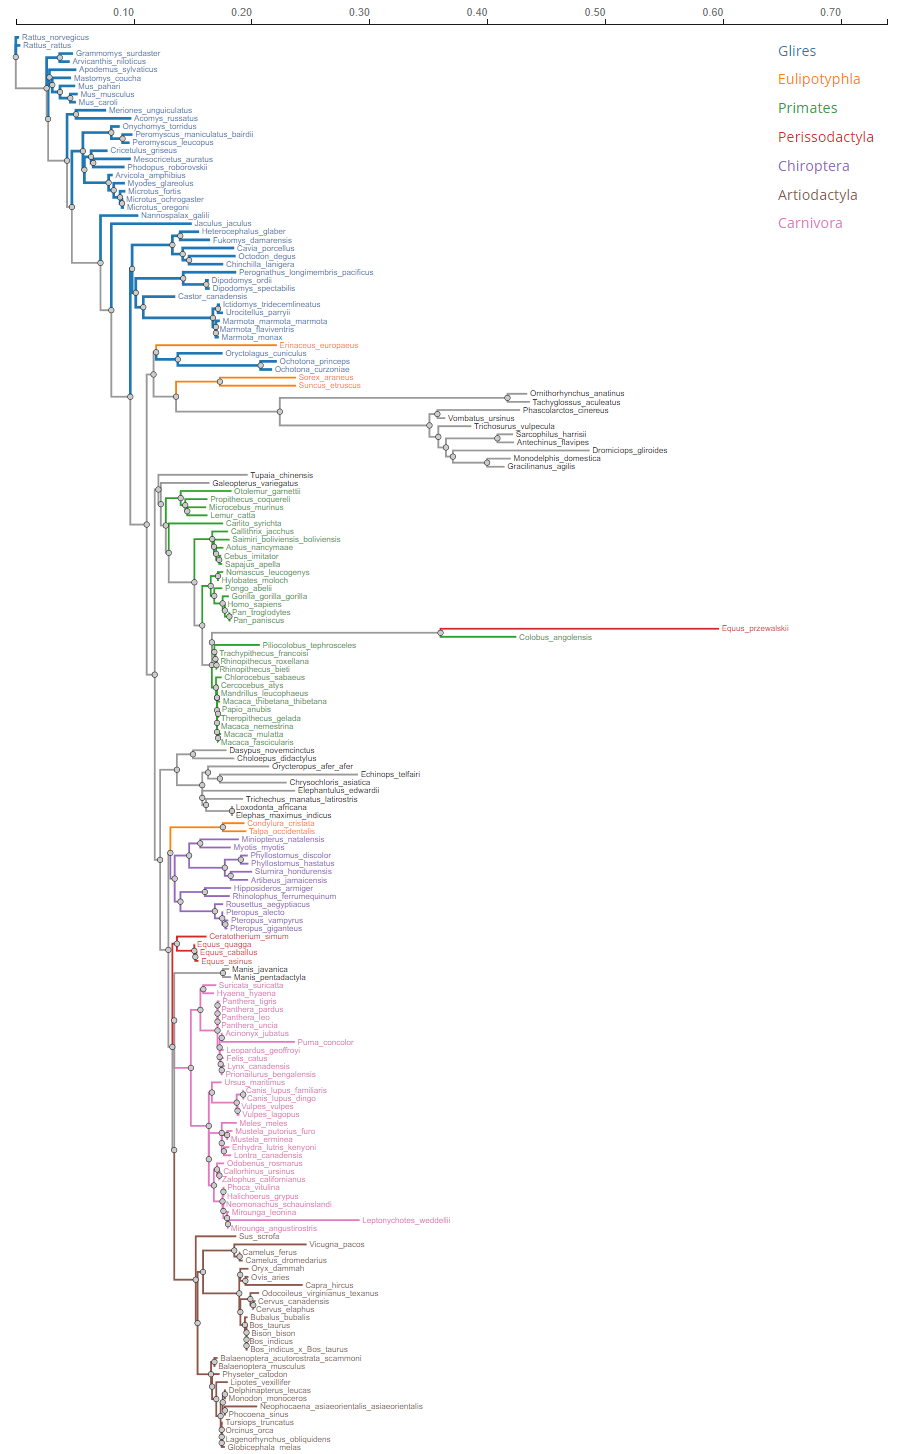 0.10 0.20 0.30 0.40 0.50 0.60 0.70
Glires
Eulipotyphla
Primates
Perissodactyla
Chiroptera
Artiodactyla
Carnivora
Rattus_norvegicus
Rattus_rattus
Grammomys_surdaster
Arvicanthis_niloticus
Apodemus_sylvaticus
Mastomys_coucha
Mus_pahari
Mus_musculus
Mus_caroli
Meriones_unguiculatus
Acomys_russatus
Onychomys_torridus
Peromyscus_maniculatus_bairdii
Peromyscus_leucopus
Cricetulus_griseus
Mesocricetus_auratus
Phodopus_roborovskii
Arvicola_amphibius
Myodes_glareolus
Microtus_fortis
Microtus_ochrogaster
Microtus_oregoni
Nannospalax_galili
Jaculus_jaculus
Heterocephalus_glaber
Fukomys_damarensis
Cavia_porcellus
Octodon_degus
Chinchilla_lanigera
Perognathus_longimembris_pacificus
Dipodomys_ordii
Dipodomys_spectabilis
Castor_canadensis
Ictidomys_tridecemlineatus
Urocitellus_parryii
Marmota_marmota_marmota
Marmota_flaviventris
Marmota_monax
Erinaceus_europaeus
Oryctolagus_cuniculus
Ochotona_princeps
Ochotona_curzoniae
Sorex_araneus
Suncus_etruscus
Ornithorhynchus_anatinus
Tachyglossus_aculeatus
Phascolarctos_cinereus
Vombatus_ursinus
Trichosurus_vulpecula
Sarcophilus_harrisii
Antechinus_flavipes
Dromiciops_gliroides
Monodelphis_domestica
Gracilinanus_agilis
Tupaia_chinensis
Galeopterus_variegatus
Otolemur_garnettii
Propithecus_coquereli
Microcebus_murinus
Lemur_catta
Carlito_syrichta
Callithrix_jacchus
Saimiri_boliviensis_boliviensis
Aotus_nancymaae
Cebus_imitator
Sapajus_apella
Nomascus_leucogenys
Hylobates_moloch
Pongo_abelii
Gorilla_gorilla_gorilla
Homo_sapiens
Pan_troglodytes
Pan_paniscus
Equus_przewalskii
Colobus_angolensis
Piliocolobus_tephrosceles
Trachypithecus_francoisi
Rhinopithecus_roxellana
Rhinopithecus_bieti
Chlorocebus_sabaeus
Cercocebus_atys
Mandrillus_leucophaeus
Macaca_thibetana_thibetana
Papio_anubis
Theropithecus_gelada
Macaca_nemestrina
Macaca_mulatta
Macaca_fascicularis
Dasypus_novemcinctus
Choloepus_didactylus
Orycteropus_afer_afer
Echinops_telfairi
Chrysochloris_asiatica
Elephantulus_edwardii
Trichechus_manatus_latirostris
Loxodonta_africana
Elephas_maximus_indicus
Condylura_cristata
Talpa_occidentalis
Miniopterus_natalensis
Myotis_myotis
Phyllostomus_discolor
Phyllostomus_hastatus
Sturnira_hondurensis
Artibeus_jamaicensis
Hipposideros_armiger
Rhinolophus_ferrumequinum
Rousettus_aegyptiacus
Pteropus_alecto
Pteropus_vampyrus
Pteropus_giganteus
Ceratotherium_simum
Equus_quagga
Equus_caballus
Equus_asinus
Manis_javanica
Manis_pentadactyla
Suricata_suricatta
Hyaena_hyaena
Panthera_tigris
Panthera_pardus
Panthera_leo
Panthera_uncia
Acinonyx_jubatus
Puma_concolor
Leopardus_geoffroyi
Felis_catus
Lynx_canadensis
Prionailurus_bengalensis
Ursus_maritimus
Canis_lupus_familiaris
Canis_lupus_dingo
Vulpes_vulpes
Vulpes_lagopus
Meles_meles
Mustela_putorius_furo
Mustela_erminea
Enhydra_lutris_kenyoni
Lontra_canadensis
Odobenus_rosmarus
Callorhinus_ursinus
Zalophus_californianus
Phoca_vitulina
Halichoerus_grypus
Neomonachus_schauinslandi
Mirounga_leonina
Leptonychotes_weddellii
Mirounga_angustirostris
Sus_scrofa
Vicugna_pacos
Camelus_ferus
Camelus_dromedarius
Oryx_dammah
Ovis_aries
Capra_hircus
Odocoileus_virginianus_texanus
Cervus_canadensis
Cervus_elaphus
Bubalus_bubalis
Bos_taurus
Bison_bison
Bos_indicus
Bos_indicus_x_Bos_taurus
Balaenoptera_acutorostrata_scammoni
Balaenoptera_musculus
Physeter_catodon
Lipotes_vexillifer
Delphinapterus_leucas
Monodon_monoceros
Neophocaena_asiaeorientalis_asiaeorientalis
Phocoena_sinus
Tursiops_truncatus
Orcinus_orca
Lagenorhynchus_obliquidens
Globicephala_melas